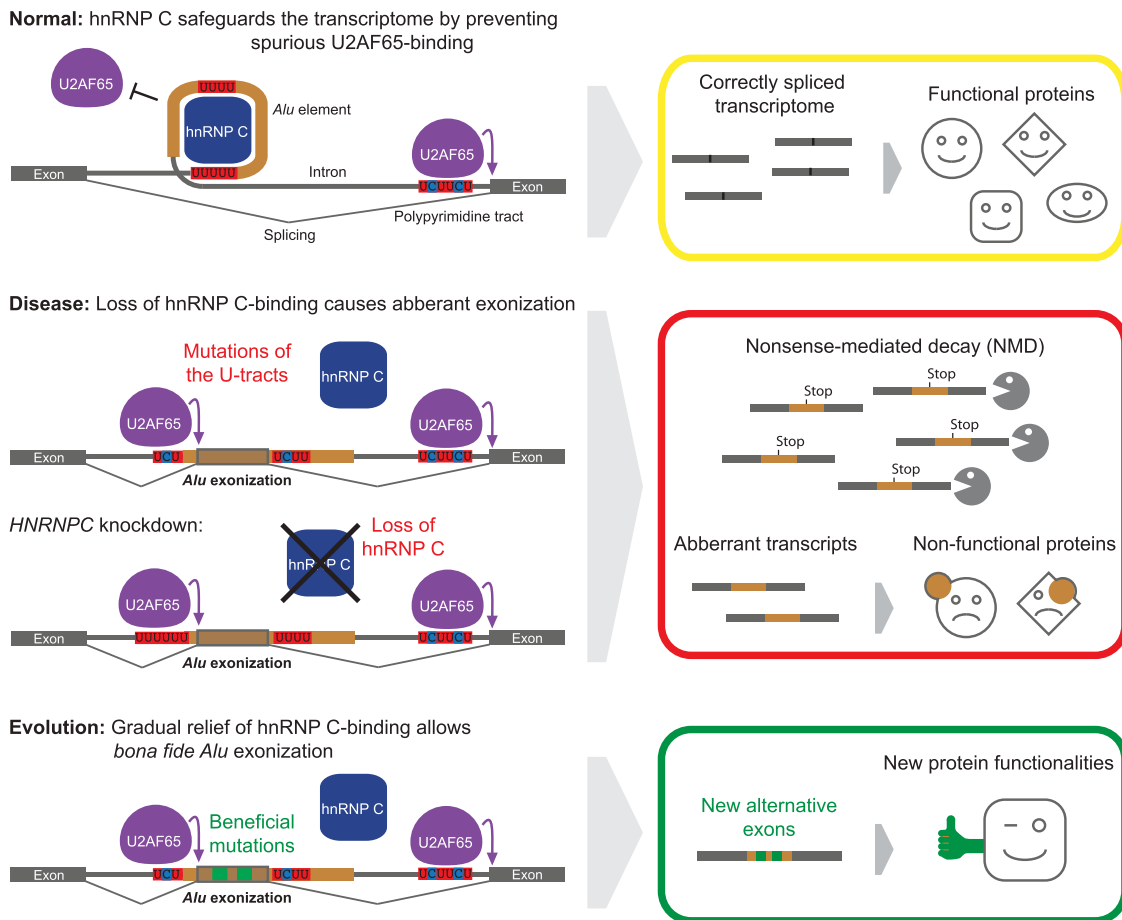 Normal: hnRNP C safeguards the transcriptome by preventing
spurious U2AF65-binding
U2AF65
UUUU
Alu element
hnRNP C
U2AF65
UUUUU
Exon
Intron
UCUUCU
Exon
Polypyrimidine tract
Splicing
Correctly spliced
transcriptome
Functional proteins
Disease: Loss of hnRNP C-binding causes abberant exonization
Mutations of
the U-tracts
hnRNP C
U2AF65
U2AF65
Exon
UCU
UCUU
UCUUCU
Exon
Alu exonization
HNRNPC knockdown:
Loss of
hnRNP C
hnRNP C
U2AF65
U2AF65
Exon
UUUUUU
UUUU
UCUUCU
Exon
Alu exonization
Nonsense-mediated decay (NMD)
Stop
Stop
Stop
Stop
Stop
Abberrant transcripts
Non-functional proteins
Evolution: Gradual relief of hnRNP C-binding allows
bona fide Alu exonization
hnRNP C
U2AF65
Beneficial
mutations
U2AF65
Exon
UCU
UCUU
UCUUCU
Exon
Alu exonization
New protein functionalities
New alternative
exons